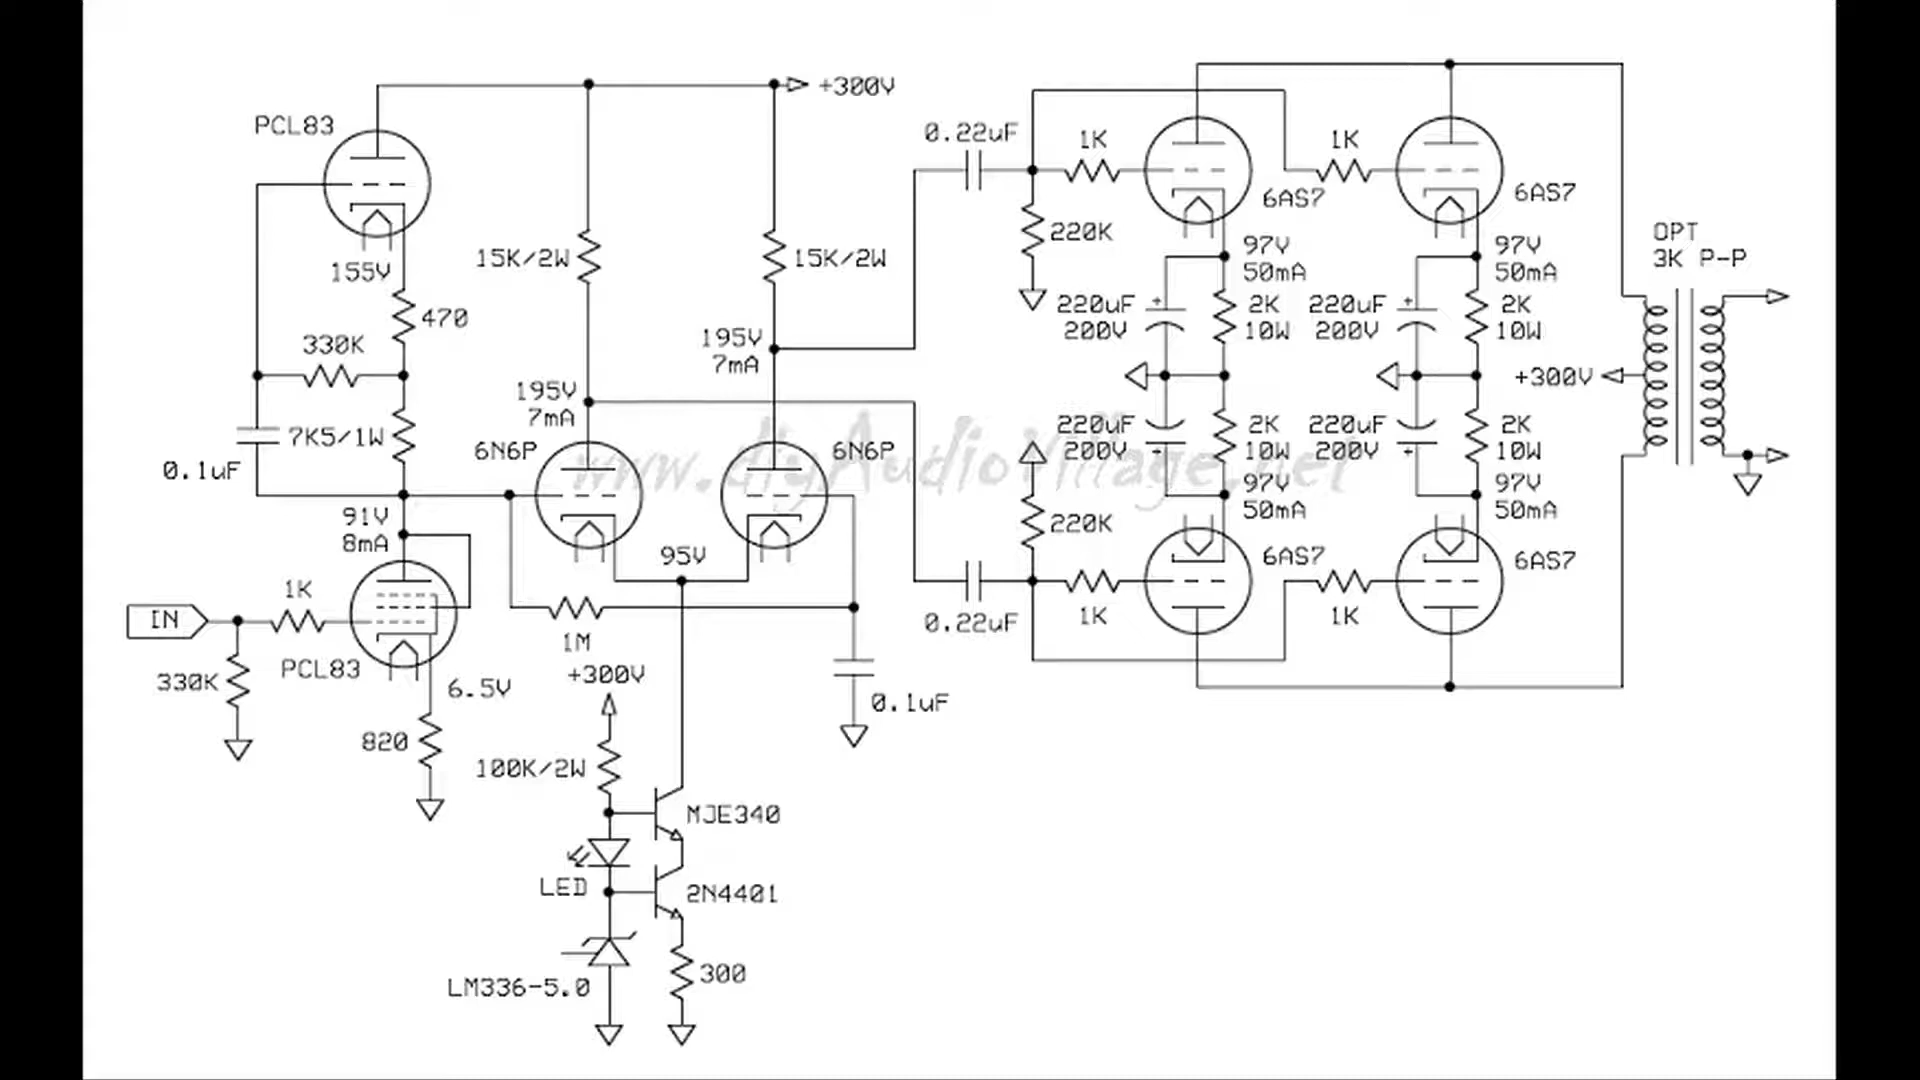 +300V
PCL83
155V
470
330K
7K5/1W
0.1uF
91V
8mA
IN
1K
330K
PCL83
6.5V
820
15K/2W
15K/2W
195V
7mA
195V
7mA
6N6P
6N6P
95V
1M
+300V
0.1uF
100K/2W
MJE340
LED
2N4401
LM336-5.0
300
0.22uF
1K
220K
6AS7
1K
6AS7
97V
50mA
97V
50mA
220uF
200V
2K
10W
220uF
200V
2K
10W
OPT
3K P-P
+300V
220uF
200V
2K
10W
220uF
200V
2K
10W
97V
50mA
97V
50mA
220K
6AS7
6AS7
0.22uF
1K
1K
www.diyAudioVillage.net